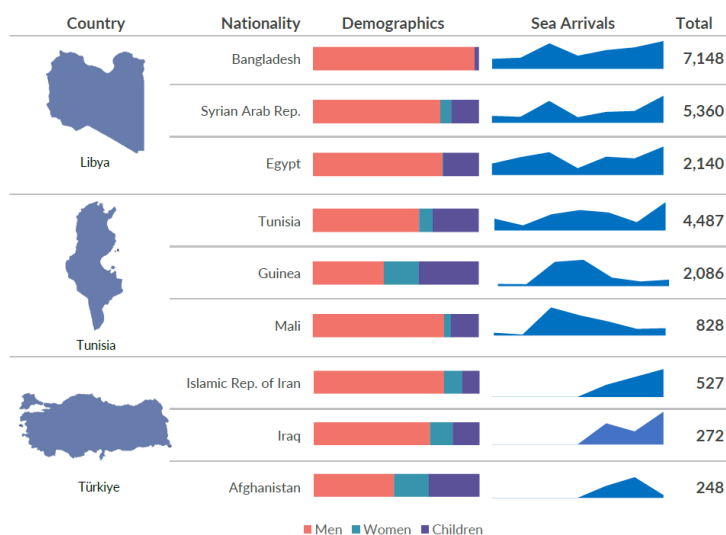 Country Nationality Demographics Sea Arrivals Total
Bangladesh 7,148
Syrian Arab Rep. 5,360
Egypt 2,140
Libya
Tunisia 4,487
Guinea 2,086
Mali 828
Tunisia
Islamic Rep. of Iran 527
Iraq 272
Afghanistan 248
Türkiye
Men Women Children